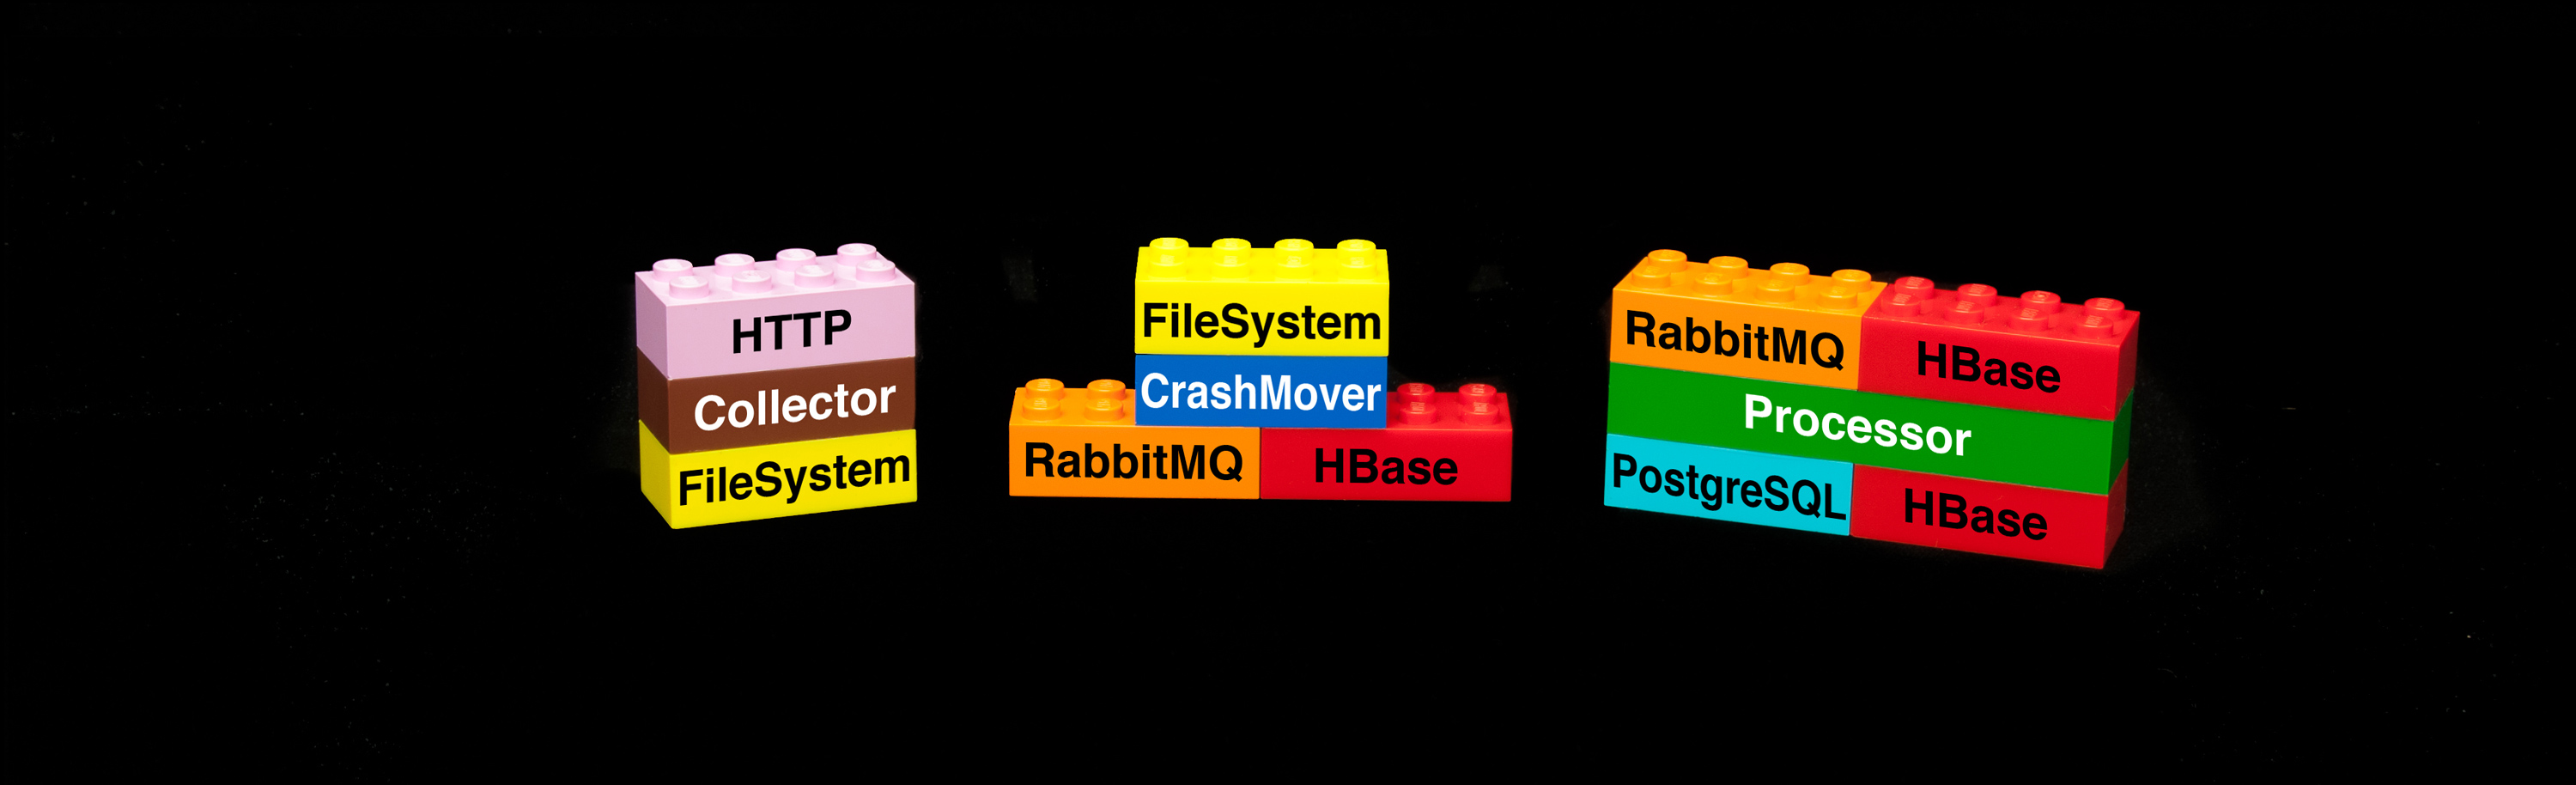 HTTP
Collector
FileSystem
FileSystem
CrashMover
RabbitMQ HBase
RabbitMQ HBase
Processor
PostgreSQL HBase